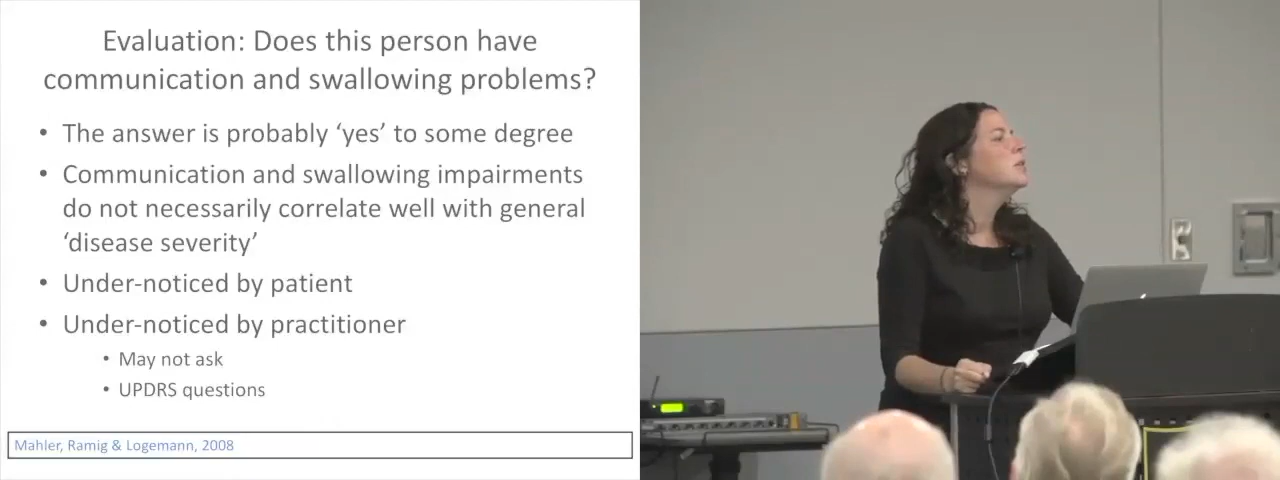 Evaluation: Does this person have
communication and swallowing problems?
• The answer is probably ‘yes’ to some degree
• Communication and swallowing impairments
do not necessarily correlate well with general
‘disease severity’
• Under-noticed by patient
• Under-noticed by practitioner
• May not ask
• UPDRS questions
Mahler, Ramig & Logemann, 2008